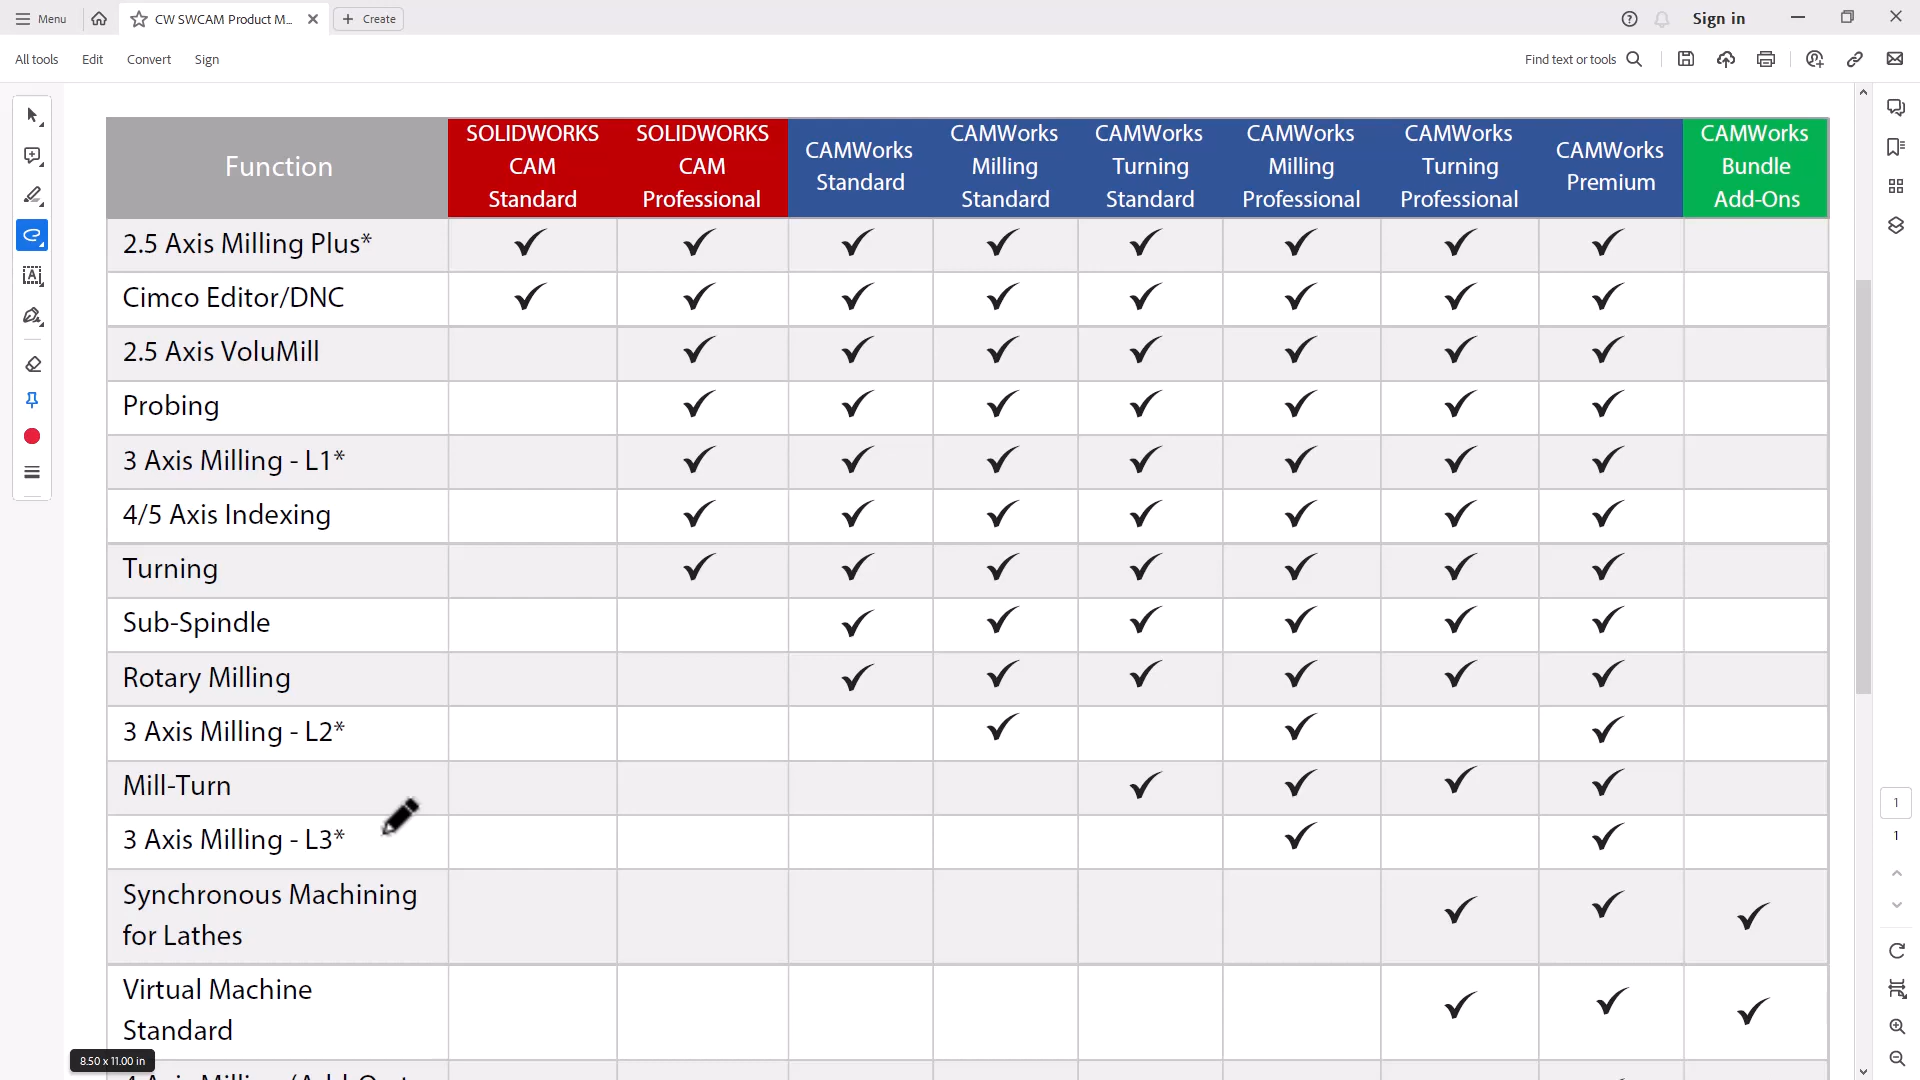 Menu
CW SWCAM Product M...
Create
Sign in
All tools
Edit
Convert
Sign
Find text or tools
Function
SOLIDWORKS
CAM
Standard
SOLIDWORKS
CAM
Professional
CAMWorks
Standard
CAMWorks
Milling
Standard
CAMWorks
Turning
Standard
CAMWorks
Milling
Professional
CAMWorks
Turning
Professional
CAMWorks
Premium
CAMWorks
Bundle
Add-Ons
2.5 Axis Milling Plus*
Cimco Editor/DNC
2.5 Axis VoluMill
Probing
3 Axis Milling - L1*
4/5 Axis Indexing
Turning
Sub-Spindle
Rotary Milling
3 Axis Milling - L2*
Mill-Turn
3 Axis Milling - L3*
Synchronous Machining
for Lathes
Virtual Machine
Standard
8.50 x 11.00 in
1
1